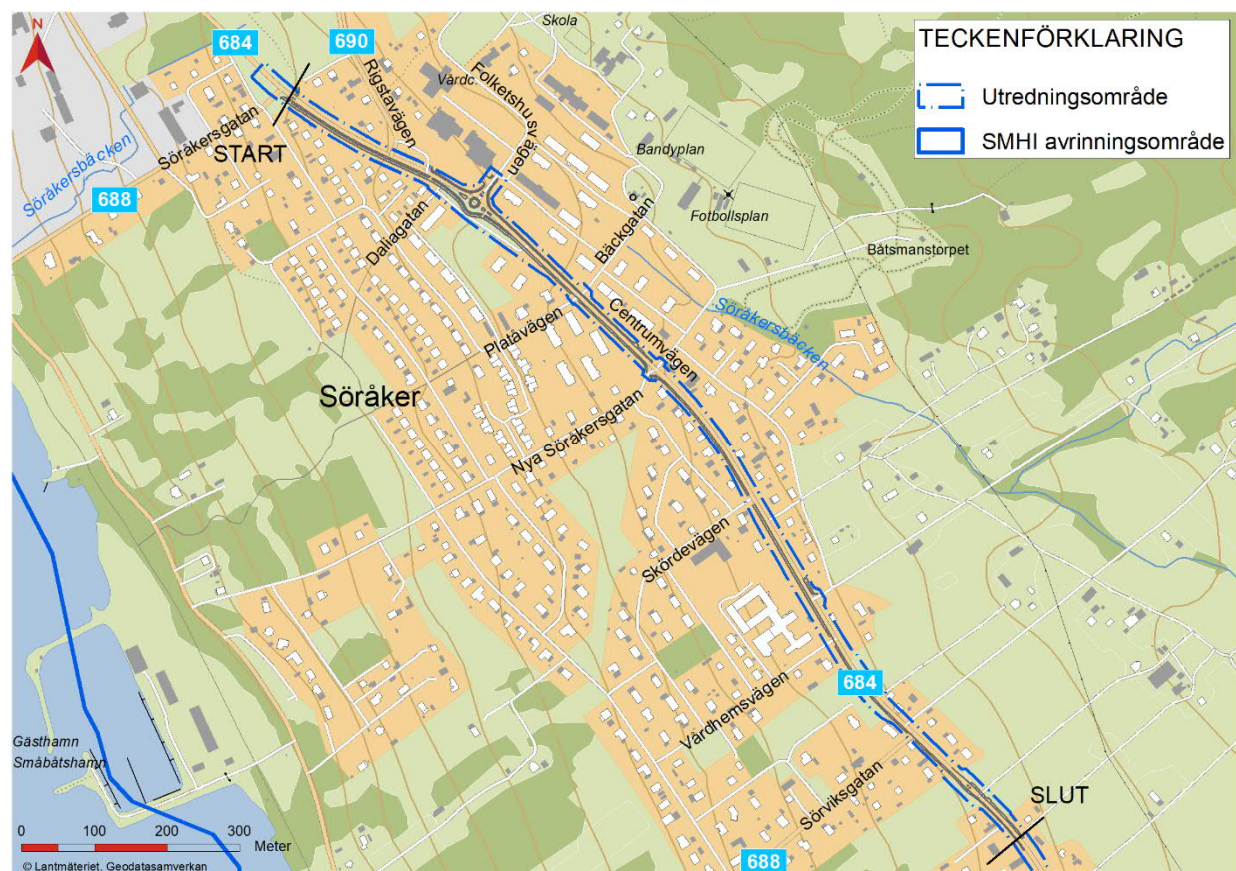 N
684
690
Skola
TECKENFÖRKLARING
Utredningsområde
SMHI avrinningsområde
Vårdc.
Folketshusvägen
Rigstavägen
Söråkersgatan
START
Söråkersbäcken
688
Bandyplan
Fotbollsplan
Båtsmanstorpet
Dallagatan
Bäckgatan
Centrumvägen
Söråkersbäcken
Platåvägen
Söråker
Nya Söråkersgatan
Skördevägen
684
Vårdhemsvägen
Sörviksgatan
SLUT
Gästhamn
Småbåtshamn
0 100 200 300
Meter
688
© Lantmäteriet, Geodatasamverkan